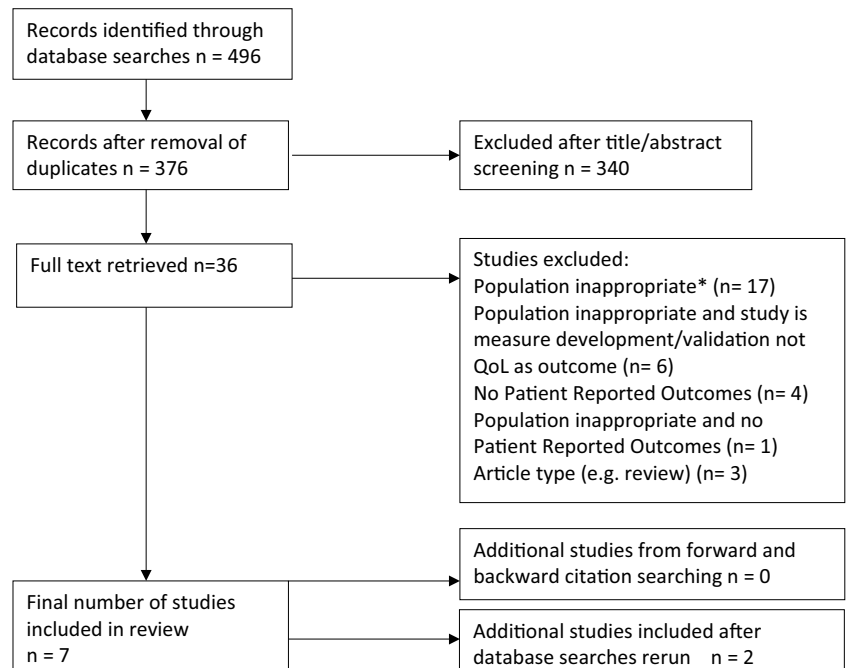 Records identified through
database searches n = 496
Records after removal of
duplicates n = 376
Excluded after title/abstract
screening n = 340
Full text retrieved n=36
Studies excluded:
Population inappropriate* (n= 17)
Population inappropriate and study is
measure development/validation not
QoL as outcome (n= 6)
No Patient Reported Outcomes (n= 4)
Population inappropriate and no
Patient Reported Outcomes (n= 1)
Article type (e.g. review) (n= 3)
Additional studies from forward and
backward citation searching n = 0
Final number of studies
included in review
n = 7
Additional studies included after
database searches rerun n = 2